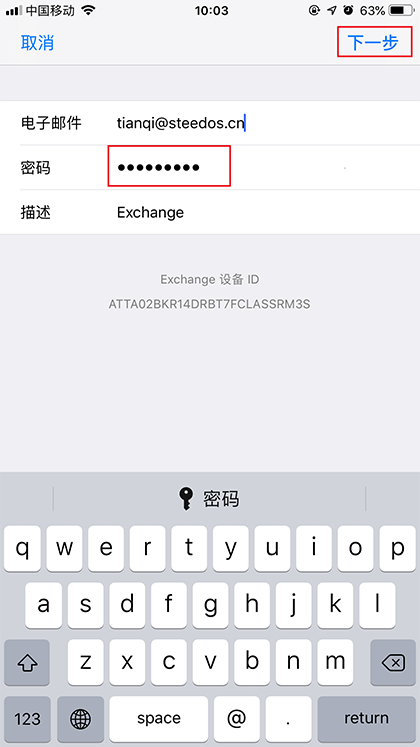 中国移动 10:03 63%
取消 下一步
电子邮件 tianqi@steedos.cn
密码 ●●●●●●●●●
描述 Exchange
Exchange 设备 ID
ATTA02BKR14DRBT7FCLASSRM3S
密码
q w e r t y u i o p
a s d f g h j k l
z x c v b n m
123 space @ . return